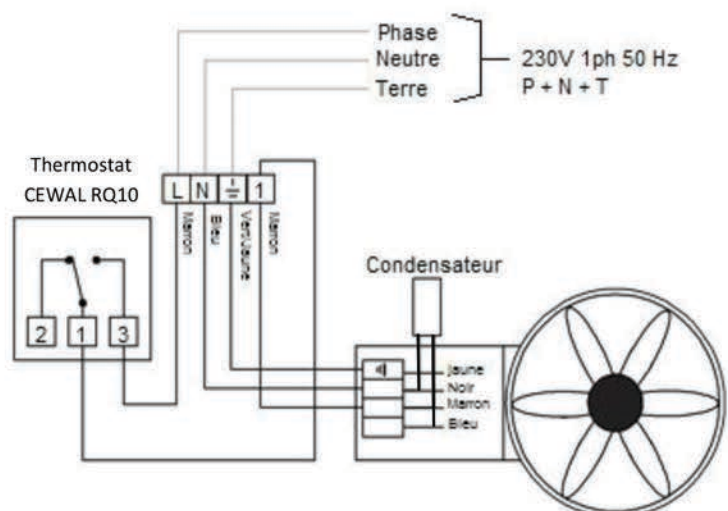 Phase
Neutre
Terre
230V 1ph 50 Hz
P + N + T
Thermostat
CEWAL RQ10
L N 1
Marron
Bleu
Vert/Jaune
Marron
2 1 3
Condensateur
Jaune
Noir
Marron
Bleu